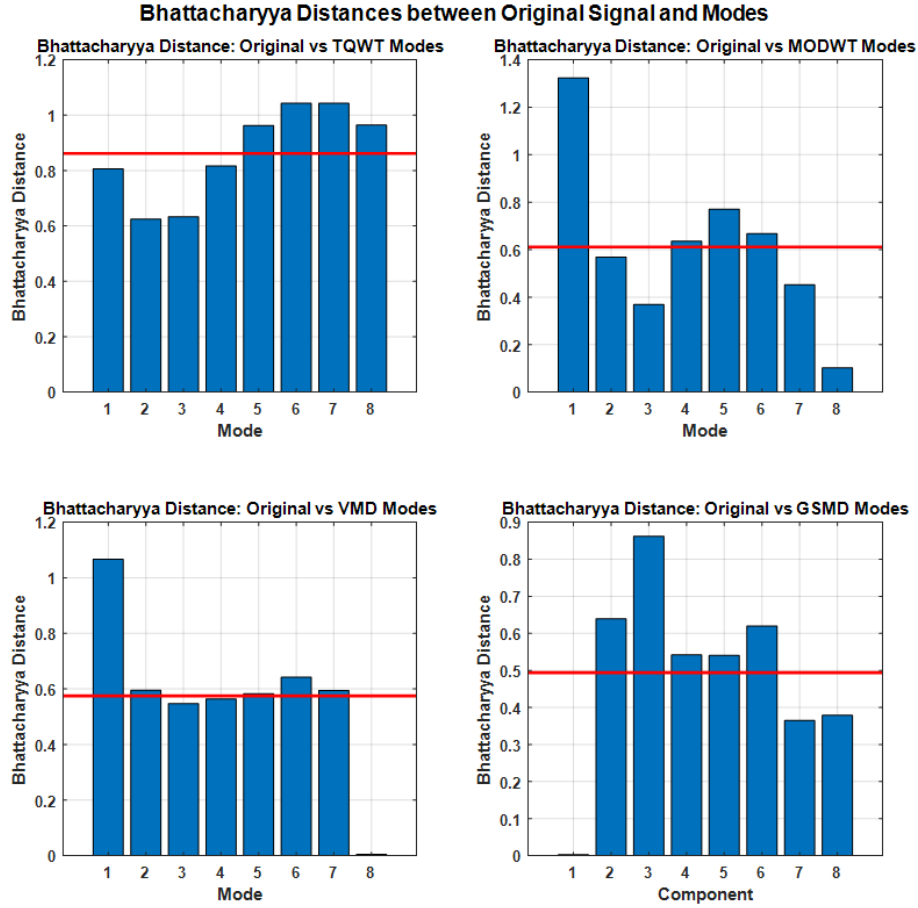 Bhattacharyya Distances between Original Signal and Modes
Bhattacharyya Distance: Original vs TQWT Modes
1.2
1
0.8
0.6
0.4
0.2
0
Bhattacharyya Distance
1 2 3 4 5 6 7 8
Mode
Bhattacharyya Distance: Original vs MODWT Modes
1.4
1.2
1
0.8
0.6
0.4
0.2
0
Bhattacharyya Distance
1 2 3 4 5 6 7 8
Mode
Bhattacharyya Distance: Original vs VMD Modes
1.2
1
0.8
0.6
0.4
0.2
0
Bhattacharyya Distance
1 2 3 4 5 6 7 8
Mode
Bhattacharyya Distance: Original vs GSMD Modes
0.9
0.8
0.7
0.6
0.5
0.4
0.3
0.2
0.1
0
Bhattacharyya Distance
1 2 3 4 5 6 7 8
Component